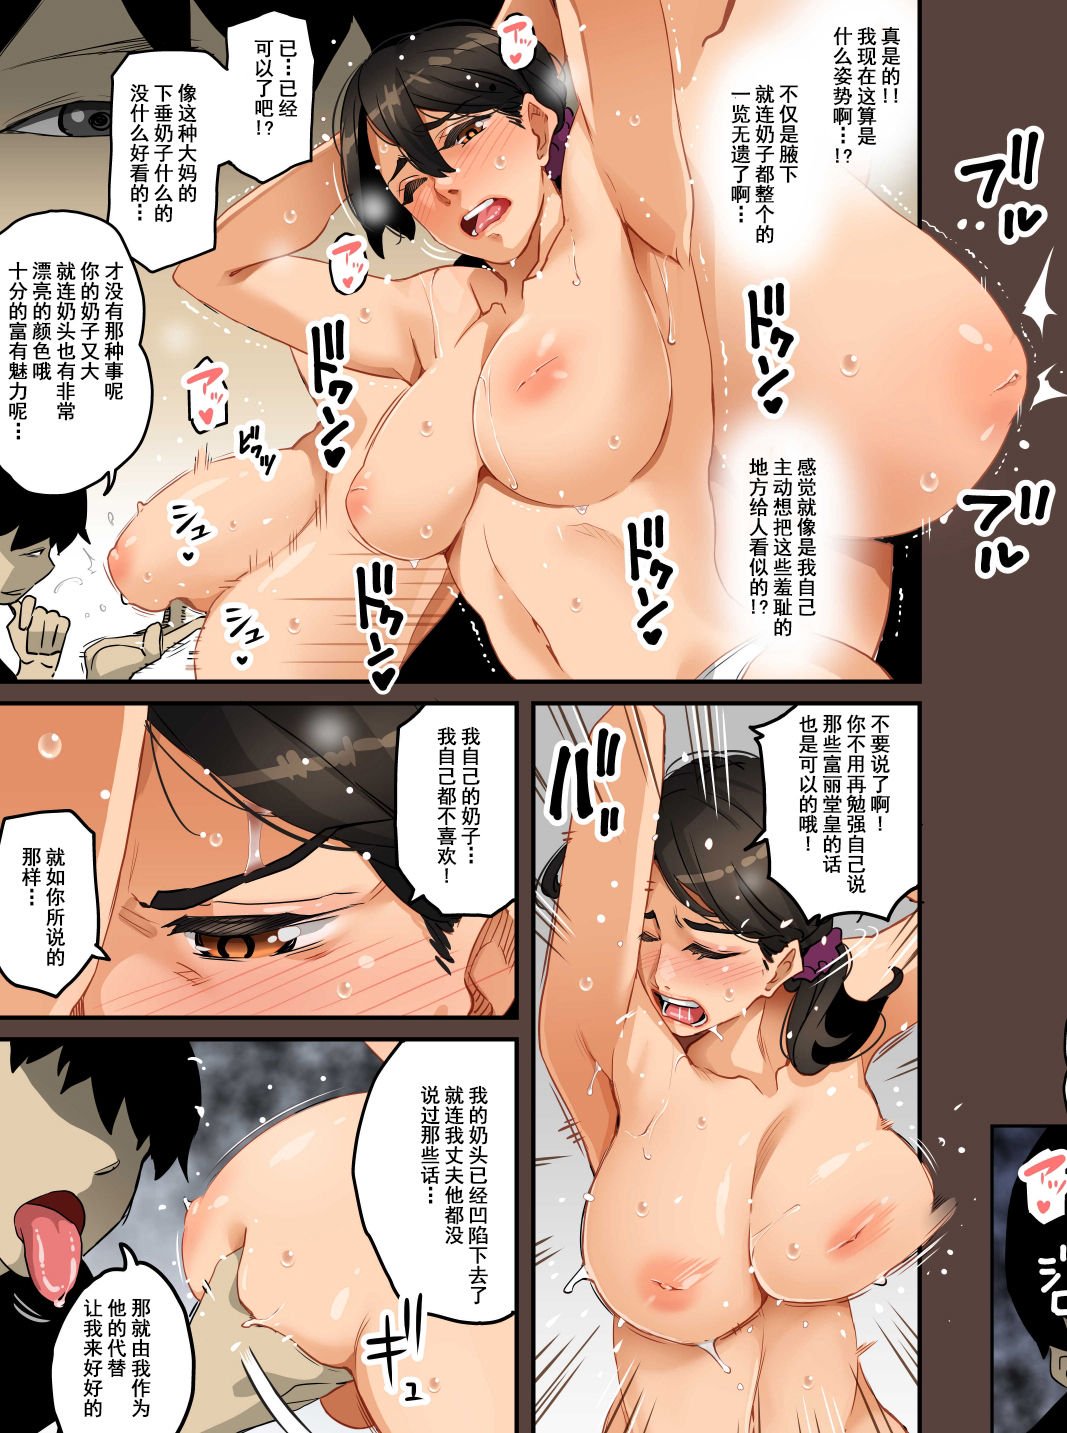 真是的!!
我现在这算是
什么姿势啊…!?
不仅是腋下
就连奶子都整个的
一览无遗了啊…
感觉就像是我自己
主动想把这些羞耻的
地方给人看似的!?
已…已经
可以了吧!?
像这种大妈的
下垂奶子什么的
没什么好看的…
才没有那种事呢
你的奶子又大
就连奶头也有非常
漂亮的颜色哦
十分的富有魅力呢…
ブル
ブル
ドクン
ドクン
ドクン
ドクン
ビクッ
シュ
シュ
アッ
アッ
アッ
不要说了啊!
你不用再勉强自己说
那些富丽堂皇的话
也是可以的哦!
我自己的奶子…
我自己都不喜欢!
就如你所说的
那样…
我的奶头已经凹陷下去了
就连我丈夫他都没
说过那些话…
那就由我作为
他的代替
让我来好好的
ギュ
アッ